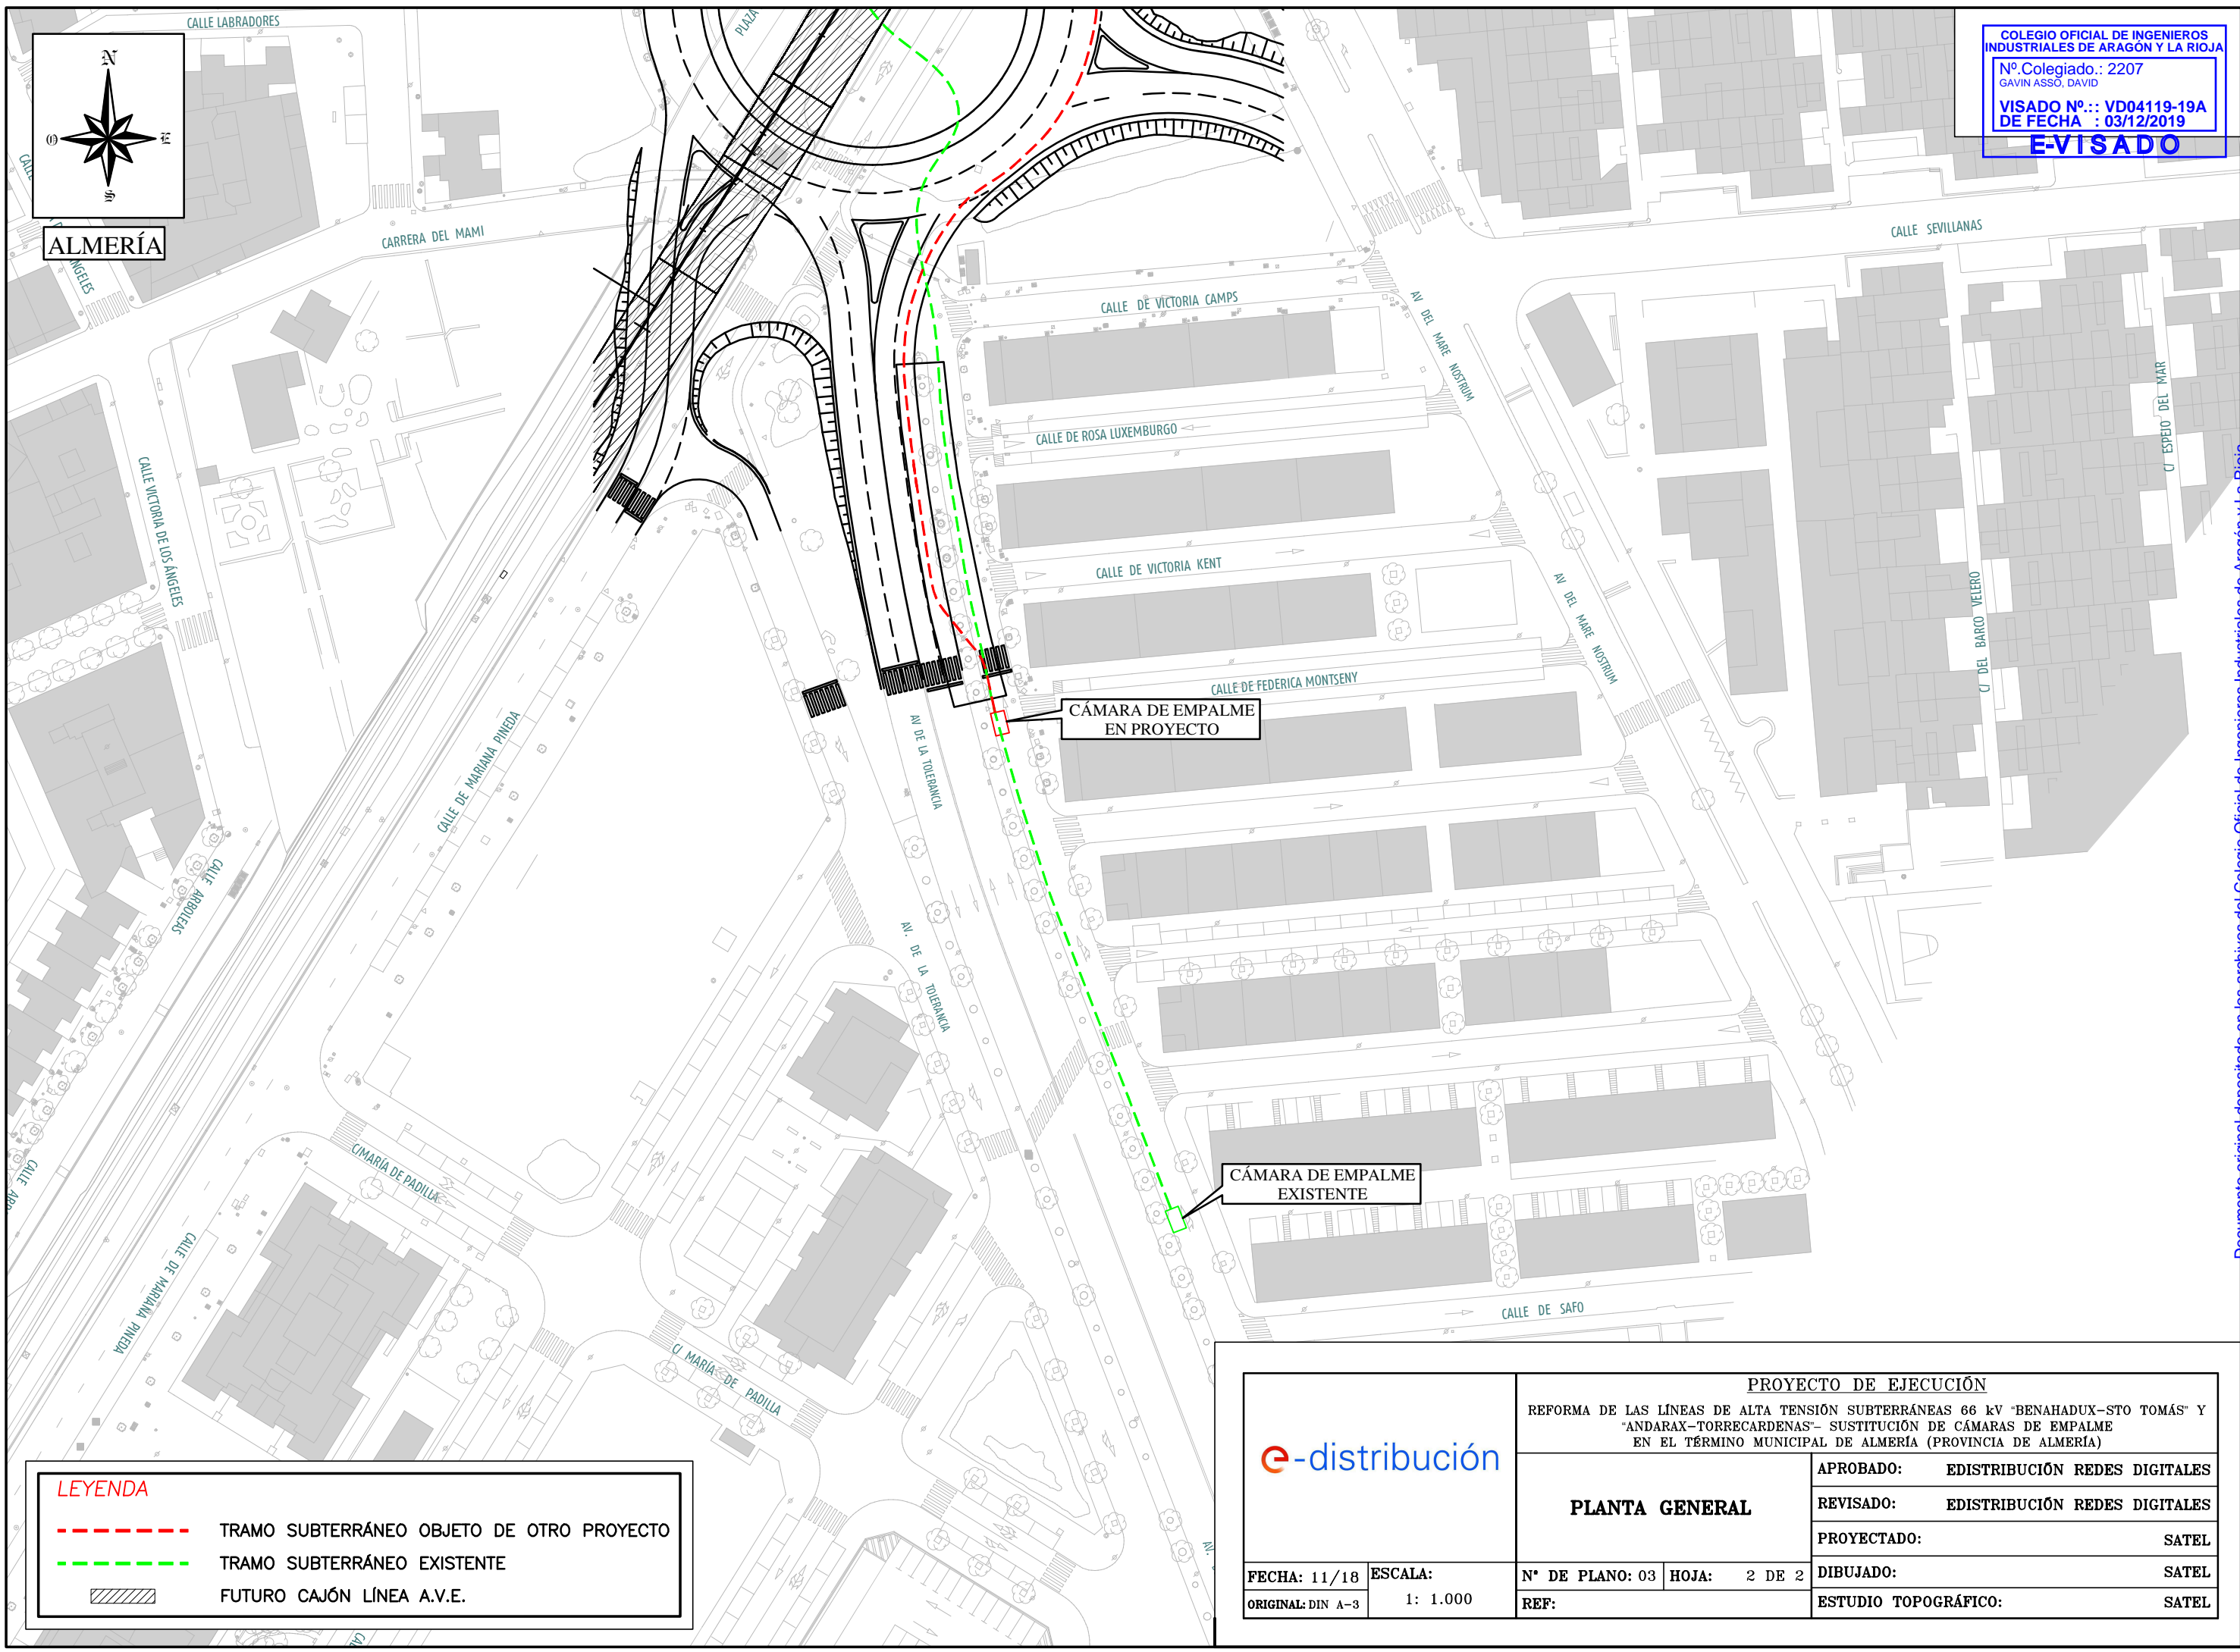 CALLE LABRADORES
PLAZA
N
O
E
S
ALMERÍA
CARRERA DEL MAMI
COLEGIO OFICIAL DE INGENIEROS
INDUSTRIALES DE ARAGÓN Y LA RIOJA
Nº.Colegiado.: 2207
GAVIN ASSO, DAVID
VISADO Nº.:: VD04119-19A
DE FECHA : 03/12/2019
E-VISADO
CALLE SEVILLANAS
CALLE DE VICTORIA CAMPS
AV DEL MARE NOSTRUM
CALLE DE ROSA LUXEMBURGO
C/ ESPEJO DEL MAR
CALLE VICTORIA DE LOS ÁNGELES
CALLE DE VICTORIA KENT
AV DEL MARE NOSTRUM
C/ DEL BARCO VELERO
CALLE DE FEDERICA MONTSENY
CÁMARA DE EMPALME
EN PROYECTO
CALLE DE MARIANA PINEDA
AV DE LA TOLERANCIA
CALLE ARBOLEAS
AV. DE LA TOLERANCIA
C/MARÍA DE PADILLA
CÁMARA DE EMPALME
EXISTENTE
CALLE DE MARIANA PINEDA
CALLE DE SAFO
C/ MARÍA DE PADILLA
AV.
LEYENDA
TRAMO SUBTERRÁNEO OBJETO DE OTRO PROYECTO
TRAMO SUBTERRÁNEO EXISTENTE
FUTURO CAJÓN LÍNEA A.V.E.
e-distribución
PROYECTO DE EJECUCIÓN
REFORMA DE LAS LÍNEAS DE ALTA TENSIÓN SUBTERRÁNEAS 66 kV "BENAHADUX-STO TOMÁS" Y
"ANDARAX-TORRECARDENAS"- SUSTITUCIÓN DE CÁMARAS DE EMPALME
EN EL TÉRMINO MUNICIPAL DE ALMERÍA (PROVINCIA DE ALMERÍA)
PLANTA GENERAL
APROBADO: EDISTRIBUCIÓN REDES DIGITALES
REVISADO: EDISTRIBUCIÓN REDES DIGITALES
PROYECTADO: SATEL
DIBUJADO: SATEL
ESTUDIO TOPOGRÁFICO: SATEL
FECHA: 11/18
ESCALA:
1: 1.000
ORIGINAL: DIN A-3
Nº DE PLANO: 03
HOJA: 2 DE 2
REF: